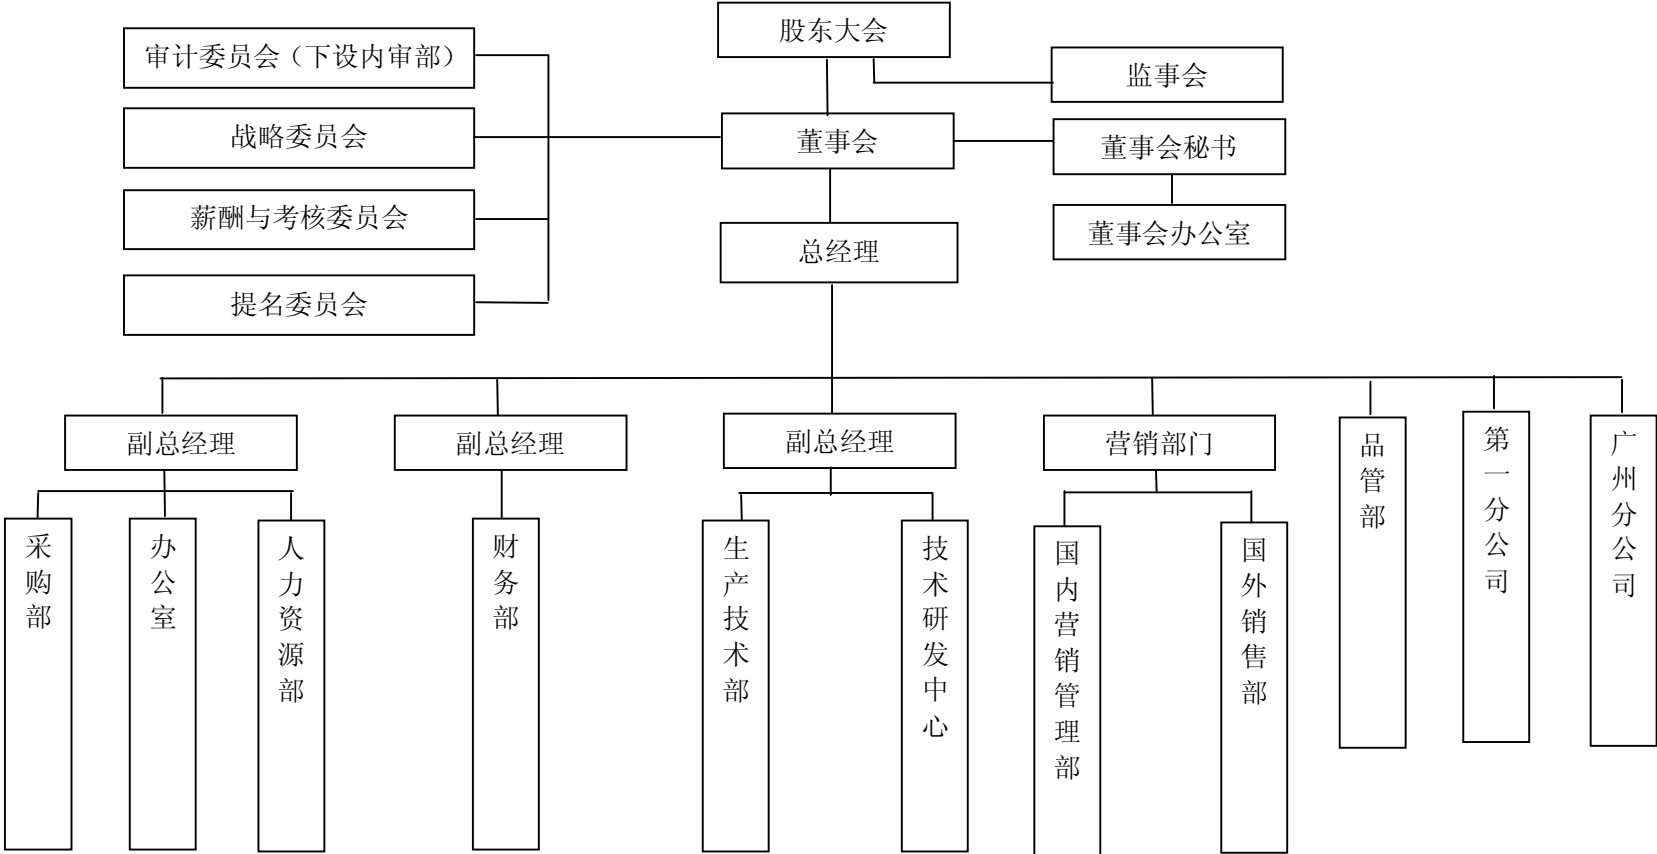 股东大会
审计委员会（下设内审部）
监事会
战略委员会
董事会
董事会秘书
薪酬与考核委员会
董事会办公室
总经理
提名委员会
副总经理
副总经理
副总经理
营销部门
品管部
第一分公司
广州分公司
采购部
办公室
人力资源部
财务部
生产技术部
技术研发中心
国内营销管理部
国外销售部